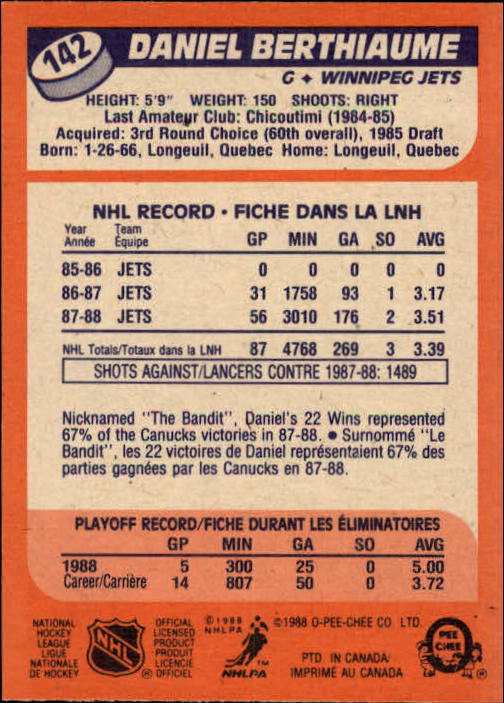 142
DANIEL BERTHIAUME
G ♦ WINNIPEG JETS
HEIGHT: 5'9" WEIGHT: 150 SHOOTS: RIGHT
Last Amateur Club: Chicoutimi (1984-85)
Acquired: 3rd Round Choice (60th overall), 1985 Draft
Born: 1-26-66, Longeuil, Quebec Home: Longeuil, Quebec
NHL RECORD • FICHE DANS LA LNH
Year Team
Année Équipe GP MIN GA SO AVG
85-86 JETS 0 0 0 0 0
86-87 JETS 31 1758 93 1 3.17
87-88 JETS 56 3010 176 2 3.51
NHL Totals/Totaux dans la LNH 87 4768 269 3 3.39
SHOTS AGAINST/LANCERS CONTRE 1987-88: 1489
Nicknamed "The Bandit", Daniel's 22 Wins represented
67% of the Canucks victories in 87-88. ● Surnommé "Le
Bandit", les 22 victoires de Daniel représentaient 67% des
parties gagnées par les Canucks en 87-88.
PLAYOFF RECORD/FICHE DURANT LES ÉLIMINATOIRES
GP MIN GA SO AVG
1988 5 300 25 0 5.00
Career/Carrière 14 807 50 0 3.72
NATIONAL
HOCKEY
LEAGUE
LIGUE
NATIONALE
DE HOCKEY
NHL
OFFICIAL
LICENSED
PRODUCT
PRODUIT
LICENCIÉ
OFFICIEL
®
©1988
NHLPA
™
NHLPA
©1988 O-PEE-CHEE CO LTD.
PTD IN CANADA/
IMPRIMÉ AU CANADA
O
PEE
CHEE
®